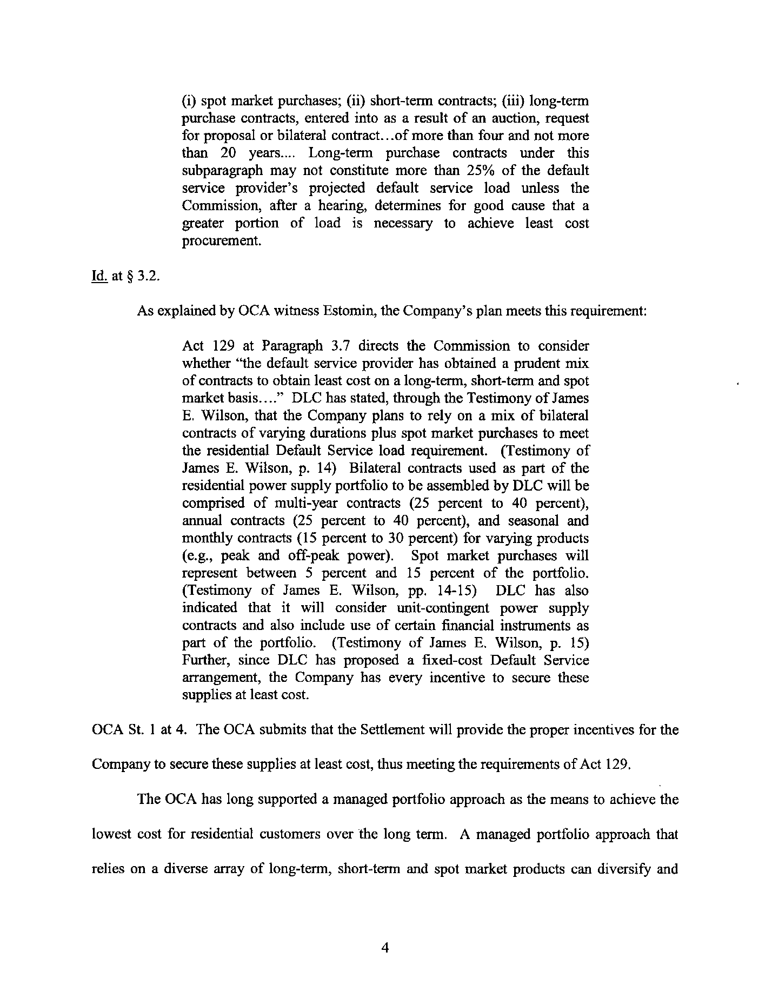 (i) spot market purchases; (ii) short-term contracts; (iii) long-term
purchase contracts, entered into as a result of an auction, request
for proposal or bilateral contract...of more than four and not more
than 20 years.... Long-term purchase contracts under this
subparagraph may not constitute more than 25% of the default
service provider's projected default service load unless the
Commission, after a hearing, determines for good cause that a
greater portion of load is necessary to achieve least cost
procurement.
Id. at § 3.2.
As explained by OCA witness Estomin, the Company's plan meets this requirement:
Act 129 at Paragraph 3.7 directs the Commission to consider
whether “the default service provider has obtained a prudent mix
of contracts to obtain least cost on a long-term, short-term and spot
market basis....” DLC has stated, through the Testimony of James
E. Wilson, that the Company plans to rely on a mix of bilateral
contracts of varying durations plus spot market purchases to meet
the residential Default Service load requirement. (Testimony of
James E. Wilson, p. 14) Bilateral contracts used as part of the
residential power supply portfolio to be assembled by DLC will be
comprised of multi-year contracts (25 percent to 40 percent),
annual contracts (25 percent to 40 percent), and seasonal and
monthly contracts (15 percent to 30 percent) for varying products
(e.g., peak and off-peak power). Spot market purchases will
represent between 5 percent and 15 percent of the portfolio.
(Testimony of James E. Wilson, pp. 14-15) DLC has also
indicated that it will consider unit-contingent power supply
contracts and also include use of certain financial instruments as
part of the portfolio. (Testimony of James E. Wilson, p. 15)
Further, since DLC has proposed a fixed-cost Default Service
arrangement, the Company has every incentive to secure these
supplies at least cost.
OCA St. 1 at 4. The OCA submits that the Settlement will provide the proper incentives for the
Company to secure these supplies at least cost, thus meeting the requirements of Act 129.
The OCA has long supported a managed portfolio approach as the means to achieve the
lowest cost for residential customers over the long term. A managed portfolio approach that
relies on a diverse array of long-term, short-term and spot market products can diversify and
4